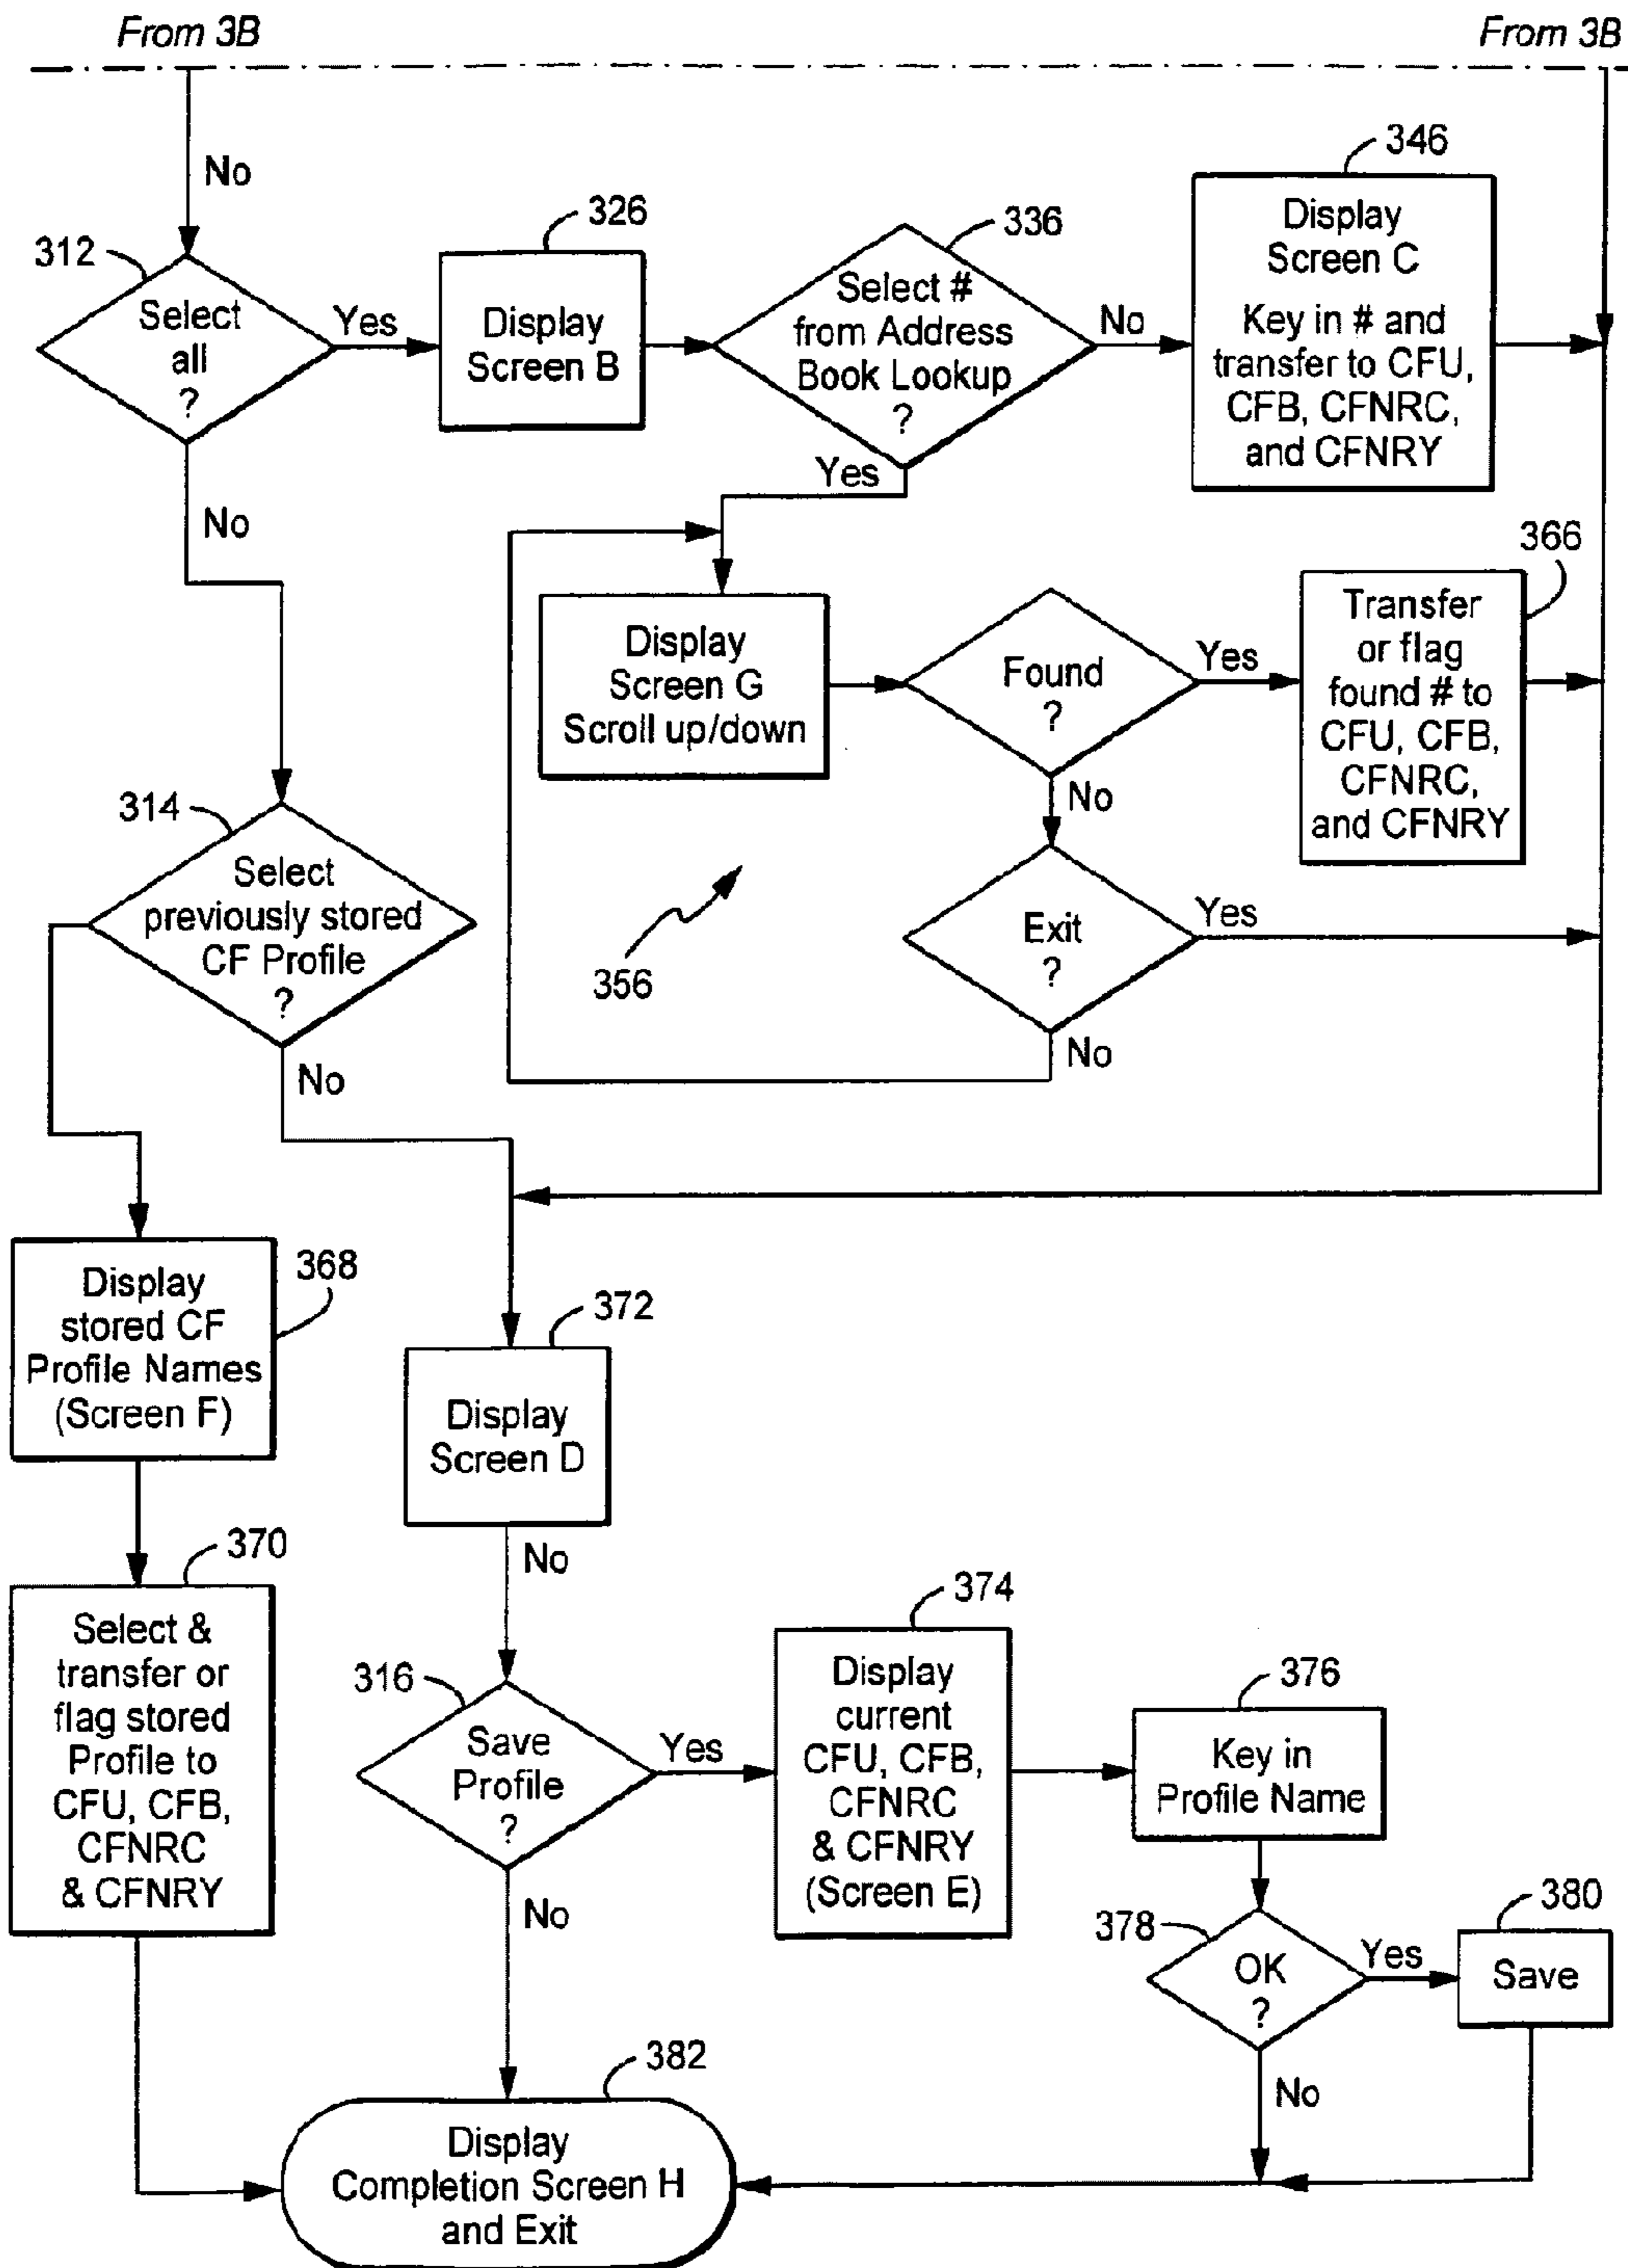 From 3B
From 3B
No
312
Select
all
?
Yes
326
Display
Screen B
336
Select #
from Address
Book Lookup
?
No
346
Display
Screen C
Key in # and
transfer to CFU,
CFB, CFNRC,
and CFNRY
Yes
No
Display
Screen G
Scroll up/down
Found
?
Yes
366
Transfer
or flag
found # to
CFU, CFB,
CFNRC,
and CFNRY
No
356
Exit
?
Yes
No
314
Select
previously stored
CF Profile
?
No
Display
stored CF
Profile Names
(Screen F)
368
372
Display
Screen D
No
370
Select &
transfer or
flag stored
Profile to
CFU, CFB,
CFNRC
& CFNRY
316
Save
Profile
?
Yes
374
Display
current
CFU, CFB,
CFNRC
& CFNRY
(Screen E)
376
Key in
Profile Name
No
378
OK
?
Yes
380
Save
No
382
Display
Completion Screen H
and Exit